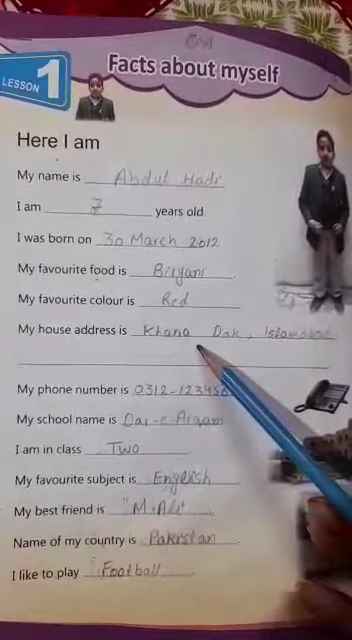 LESSON 1
Facts about myself
Here I am
My name is Abdul Hadi
I am 7 years old.
I was born on 30 March 2012
My favourite food is Biryani.
My favourite colour is Red
My house address is Khana Dak, Islamabad
My phone number is 0312-123456
My school name is Dar-e Arqam
I am in class Two
My favourite subject is English
My best friend is "M.Ali".
Name of my country is Pakistan
I like to play Football.